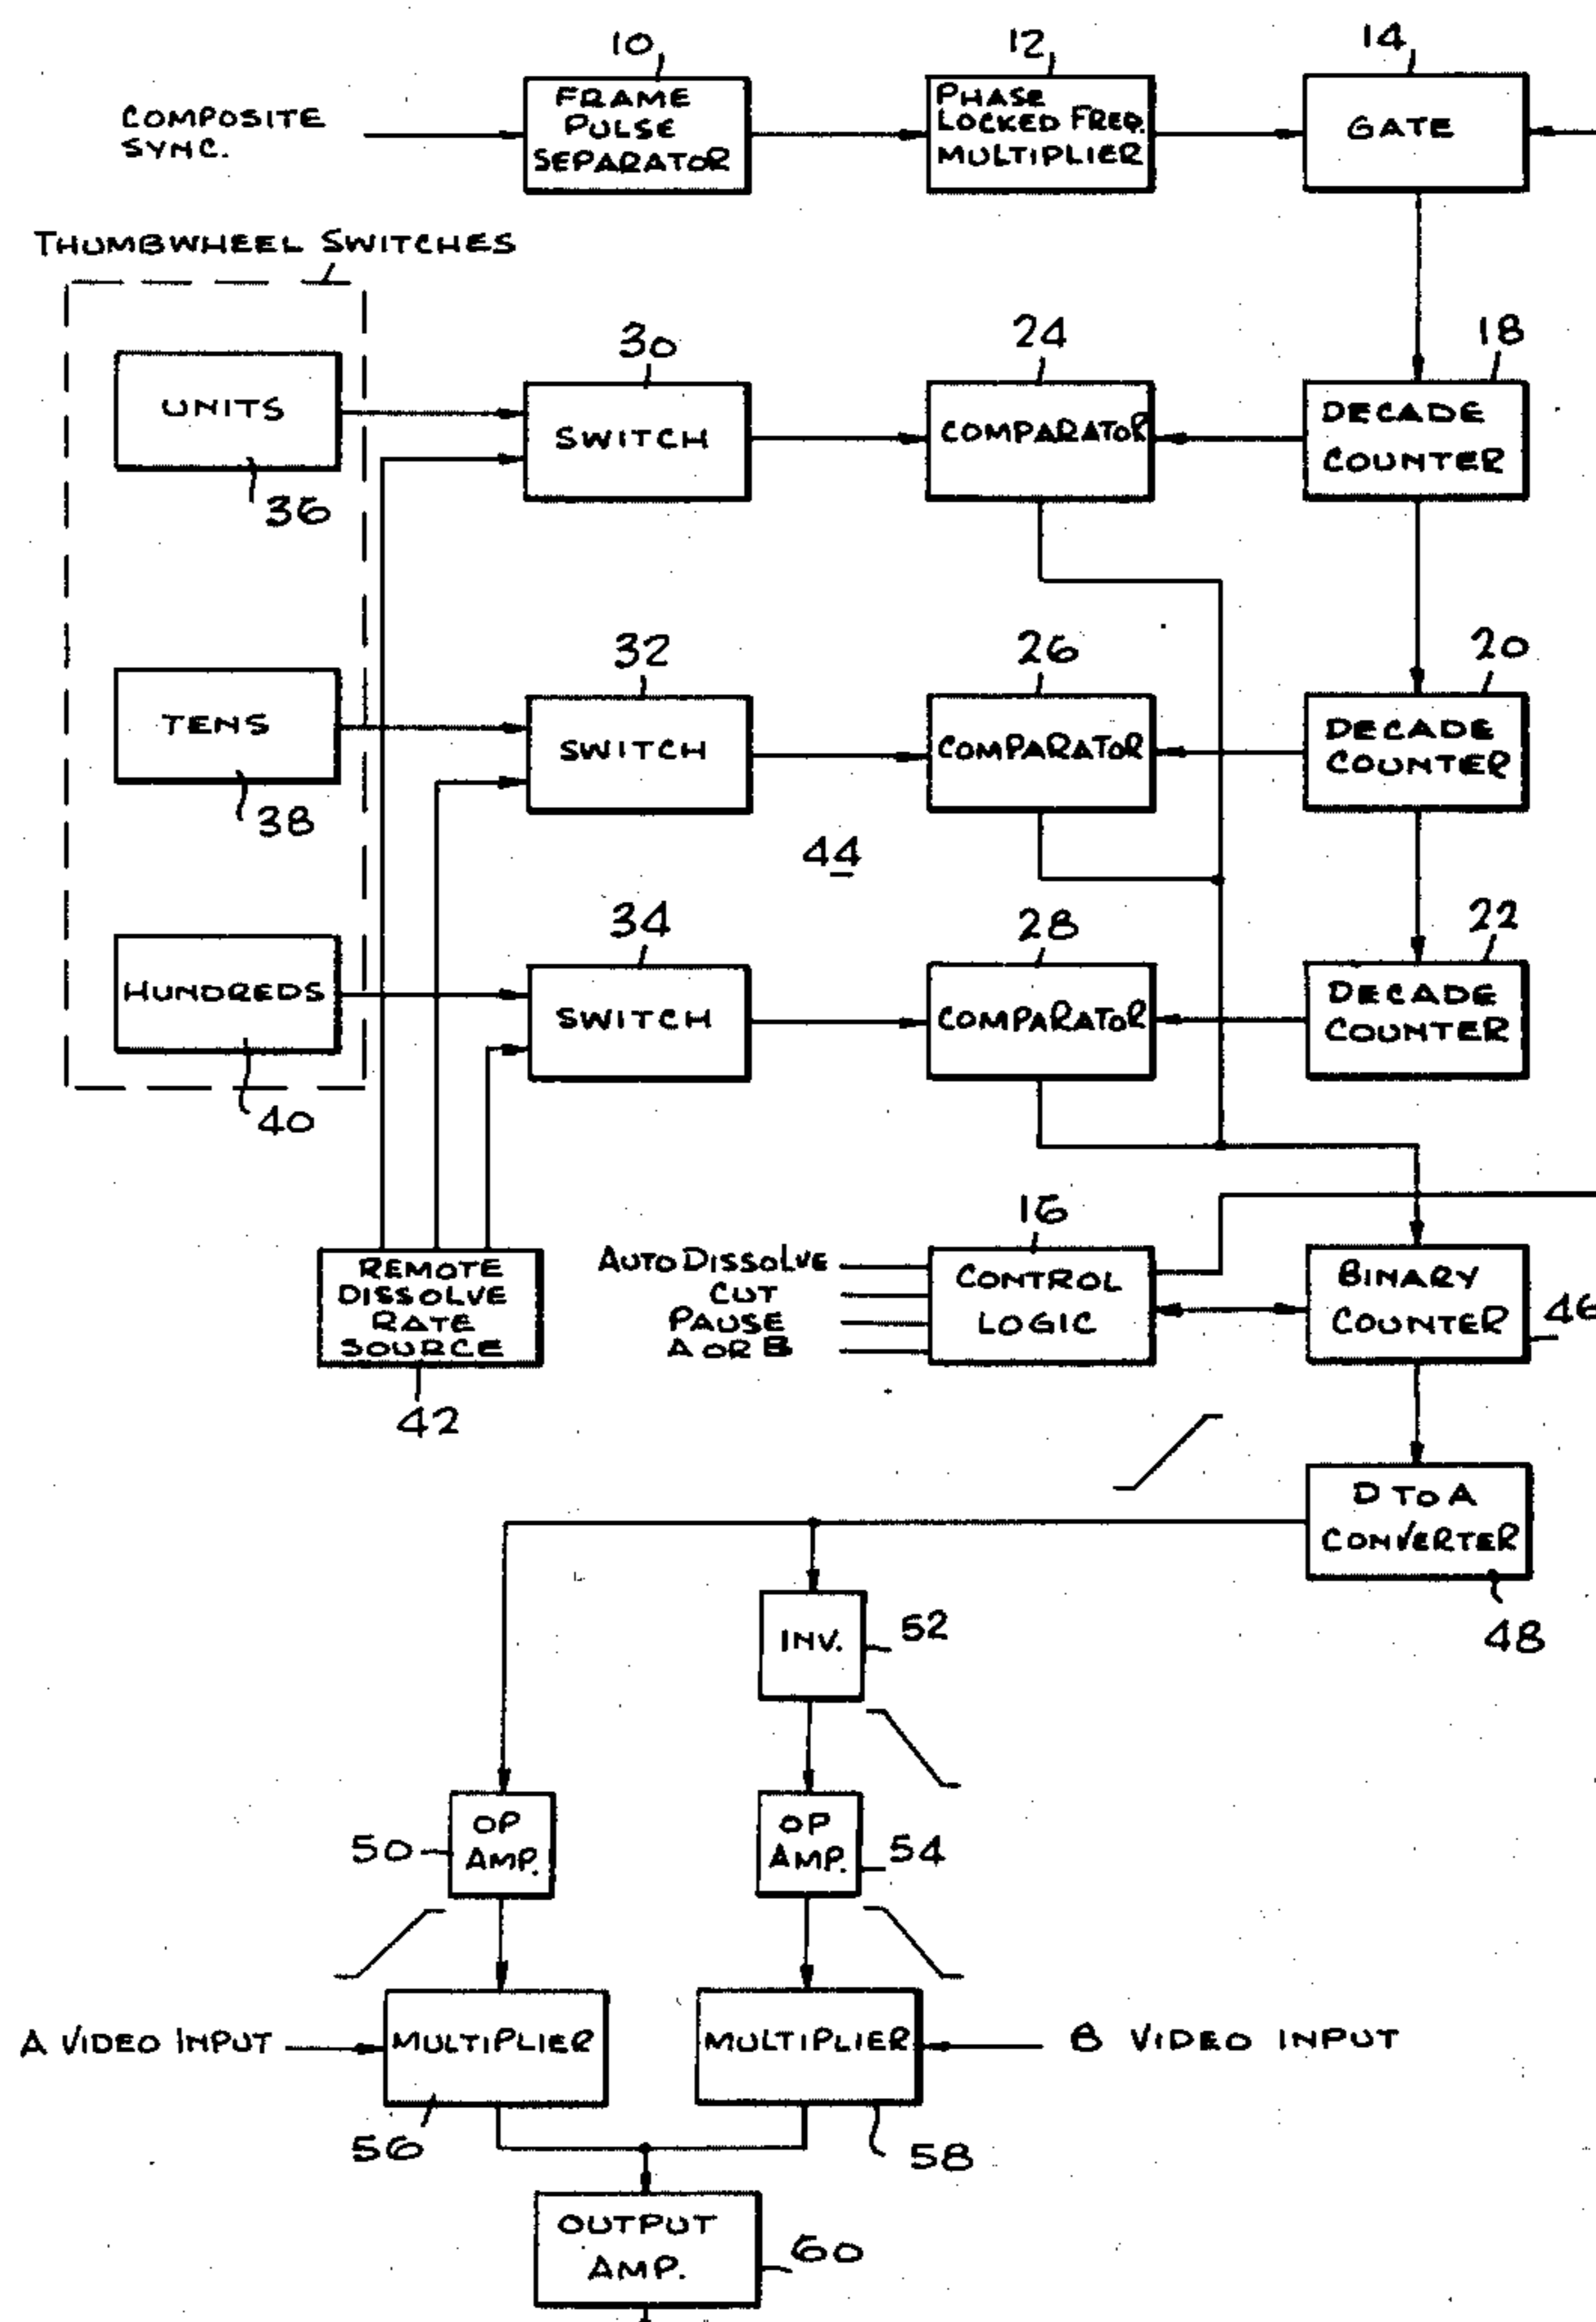 10
12
14
COMPOSITE
SYNC.
FRAME
PULSE
SEPARATOR
PHASE
LOCKED FREQ.
MULTIPLIER
GATE
THUMBWHEEL SWITCHES
30
24
18
UNITS
SWITCH
COMPARATOR
DECADE
COUNTER
36
32
26
20
TENS
SWITCH
COMPARATOR
DECADE
COUNTER
38
44
34
28
22
HUNDREDS
SWITCH
COMPARATOR
DECADE
COUNTER
40
16
REMOTE
DISSOLVE
RATE
SOURCE
42
AUTO DISSOLVE
CUT
PAUSE
A OR B
CONTROL
LOGIC
BINARY
COUNTER
46
D TO A
CONVERTER
48
INV.
52
OP
AMP.
50
OP
AMP.
54
A VIDEO INPUT
MULTIPLIER
MULTIPLIER
B VIDEO INPUT
56
58
OUTPUT
AMP.
60